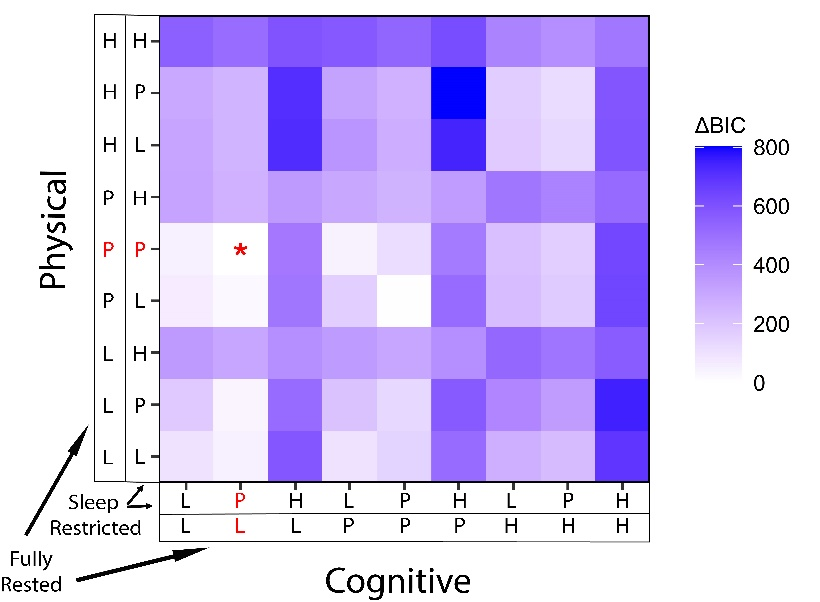 H H
H P
H L
P H
P P
P L
L H
L P
L L
Physical
*
ΔBIC
800
600
400
200
0
Sleep
Restricted
L P H L P H L P H
L L L P P P H H H
Fully
Rested
Cognitive